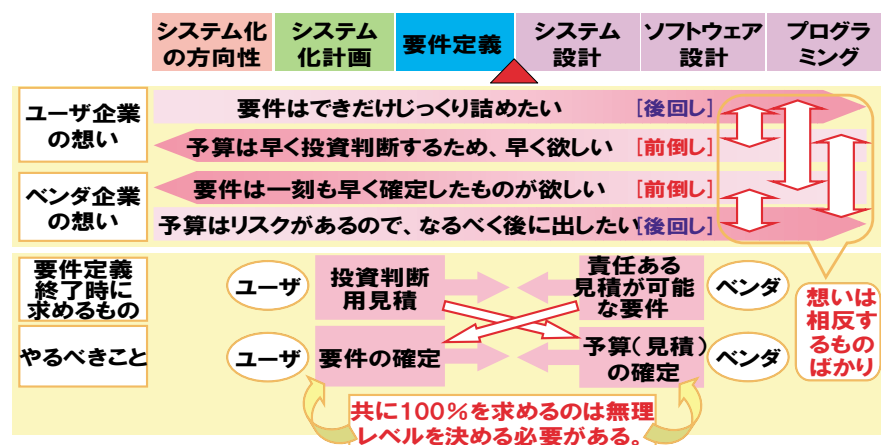 システム化
の方向性
システム
化計画
要件定義
システム
設計
ソフトウェア
設計
プログラ
ミング
ユーザ企業
の想い
要件はできだけじっくり詰めたい [後回し]
予算は早く投資判断するため、早く欲しい [前倒し]
ベンダ企業
の想い
要件は一刻も早く確定したものが欲しい [前倒し]
予算はリスクがあるので、なるべく後に出したい[後回し]
要件定義
終了時に
求めるもの
ユーザ
投資判断
用見積
責任ある
見積が可能
な要件
ベンダ
想いは
相反す
るもの
ばかり
やるべきこと
ユーザ
要件の確定
予算(見積)
の確定
ベンダ
共に100%を求めるのは無理
レベルを決める必要がある。